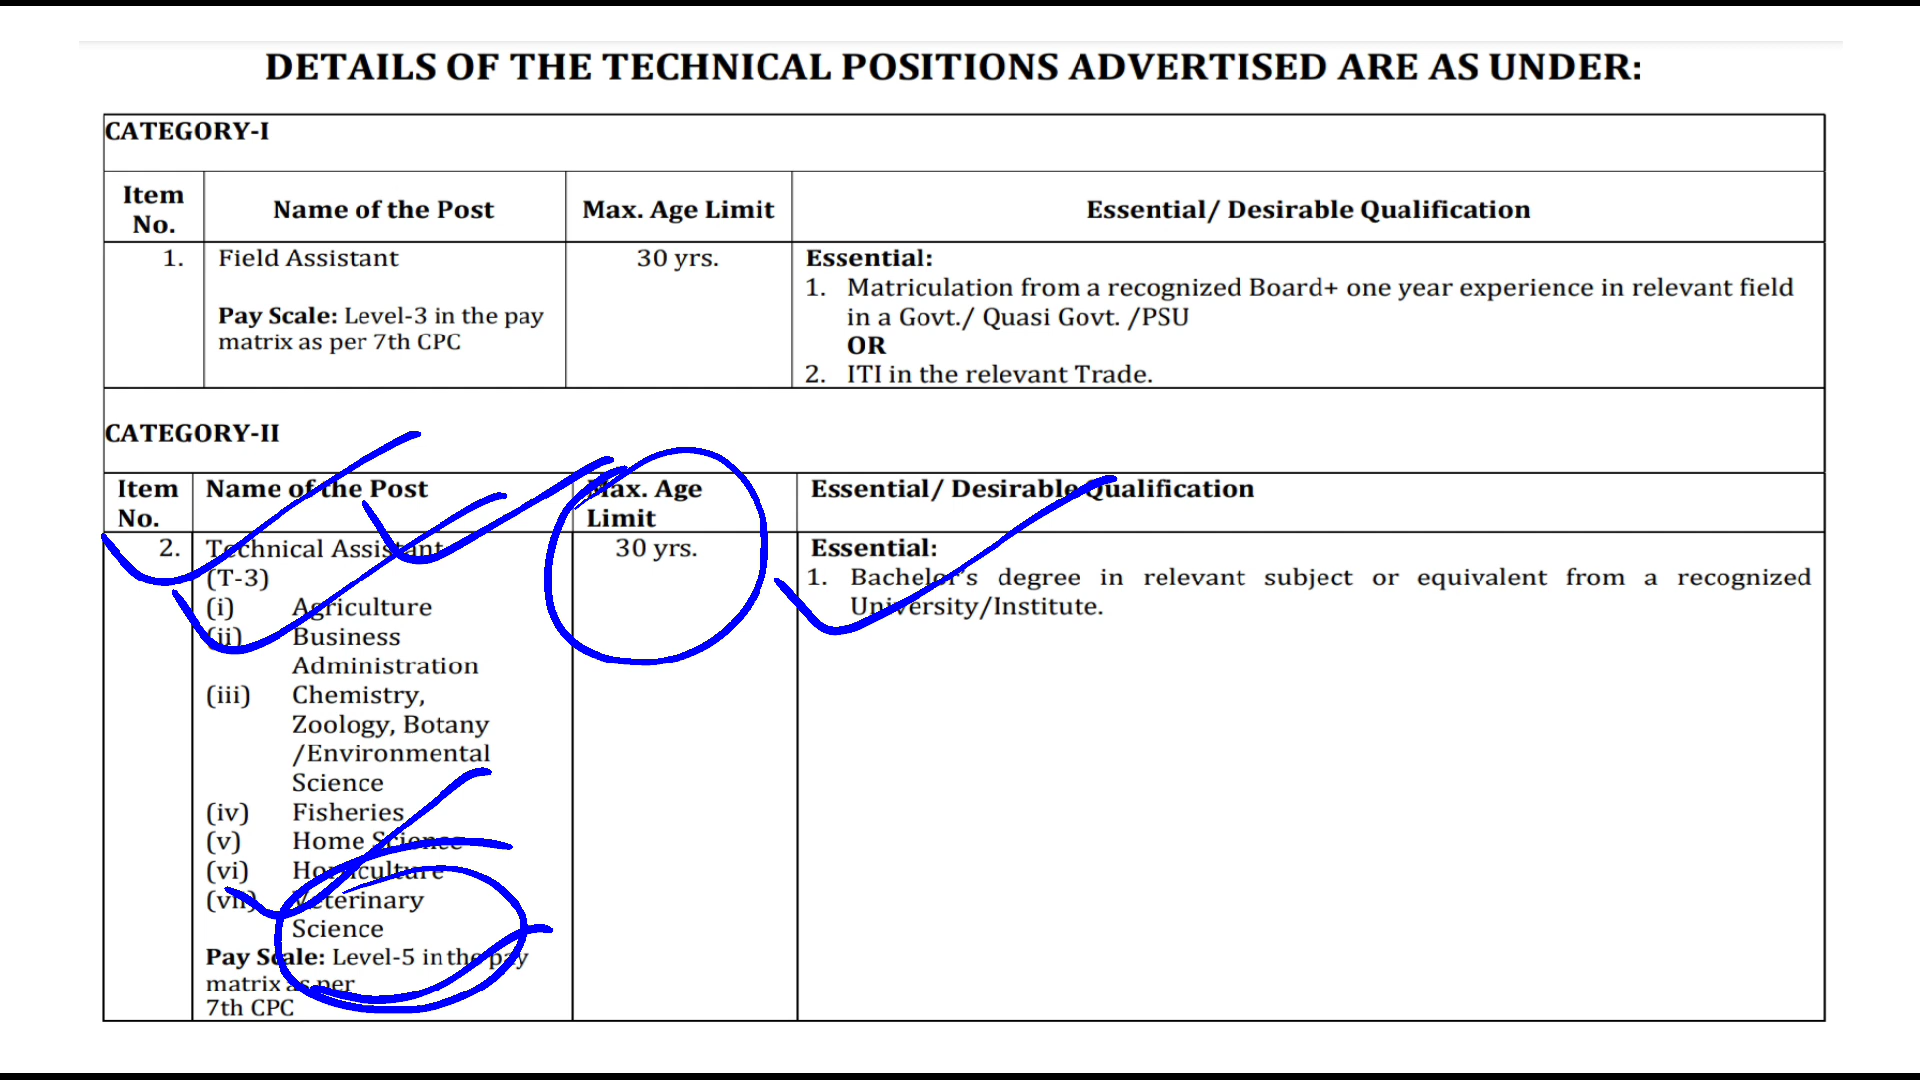 DETAILS OF THE TECHNICAL POSITIONS ADVERTISED ARE AS UNDER:
CATEGORY-I
Item No.
Name of the Post
Max. Age Limit
Essential/ Desirable Qualification
1.
Field Assistant
Pay Scale: Level-3 in the pay
matrix as per 7th CPC
30 yrs.
Essential:
1. Matriculation from a recognized Board+ one year experience in relevant field
in a Govt./ Quasi Govt. /PSU
OR
2. ITI in the relevant Trade.
CATEGORY-II
Item No.
Name of the Post
Max. Age
Limit
Essential/ Desirable Qualification
2.
Technical Assistant
(T-3)
(i) Agriculture
(ii) Business
Administration
(iii) Chemistry,
Zoology, Botany
/Environmental
Science
(iv) Fisheries
(v) Home Science
(vi) Horticulture
(vii) Veterinary
Science
Pay Scale: Level-5 in the pay
matrix as per
7th CPC
30 yrs.
Essential:
1. Bachelor's degree in relevant subject or equivalent from a recognized
University/Institute.